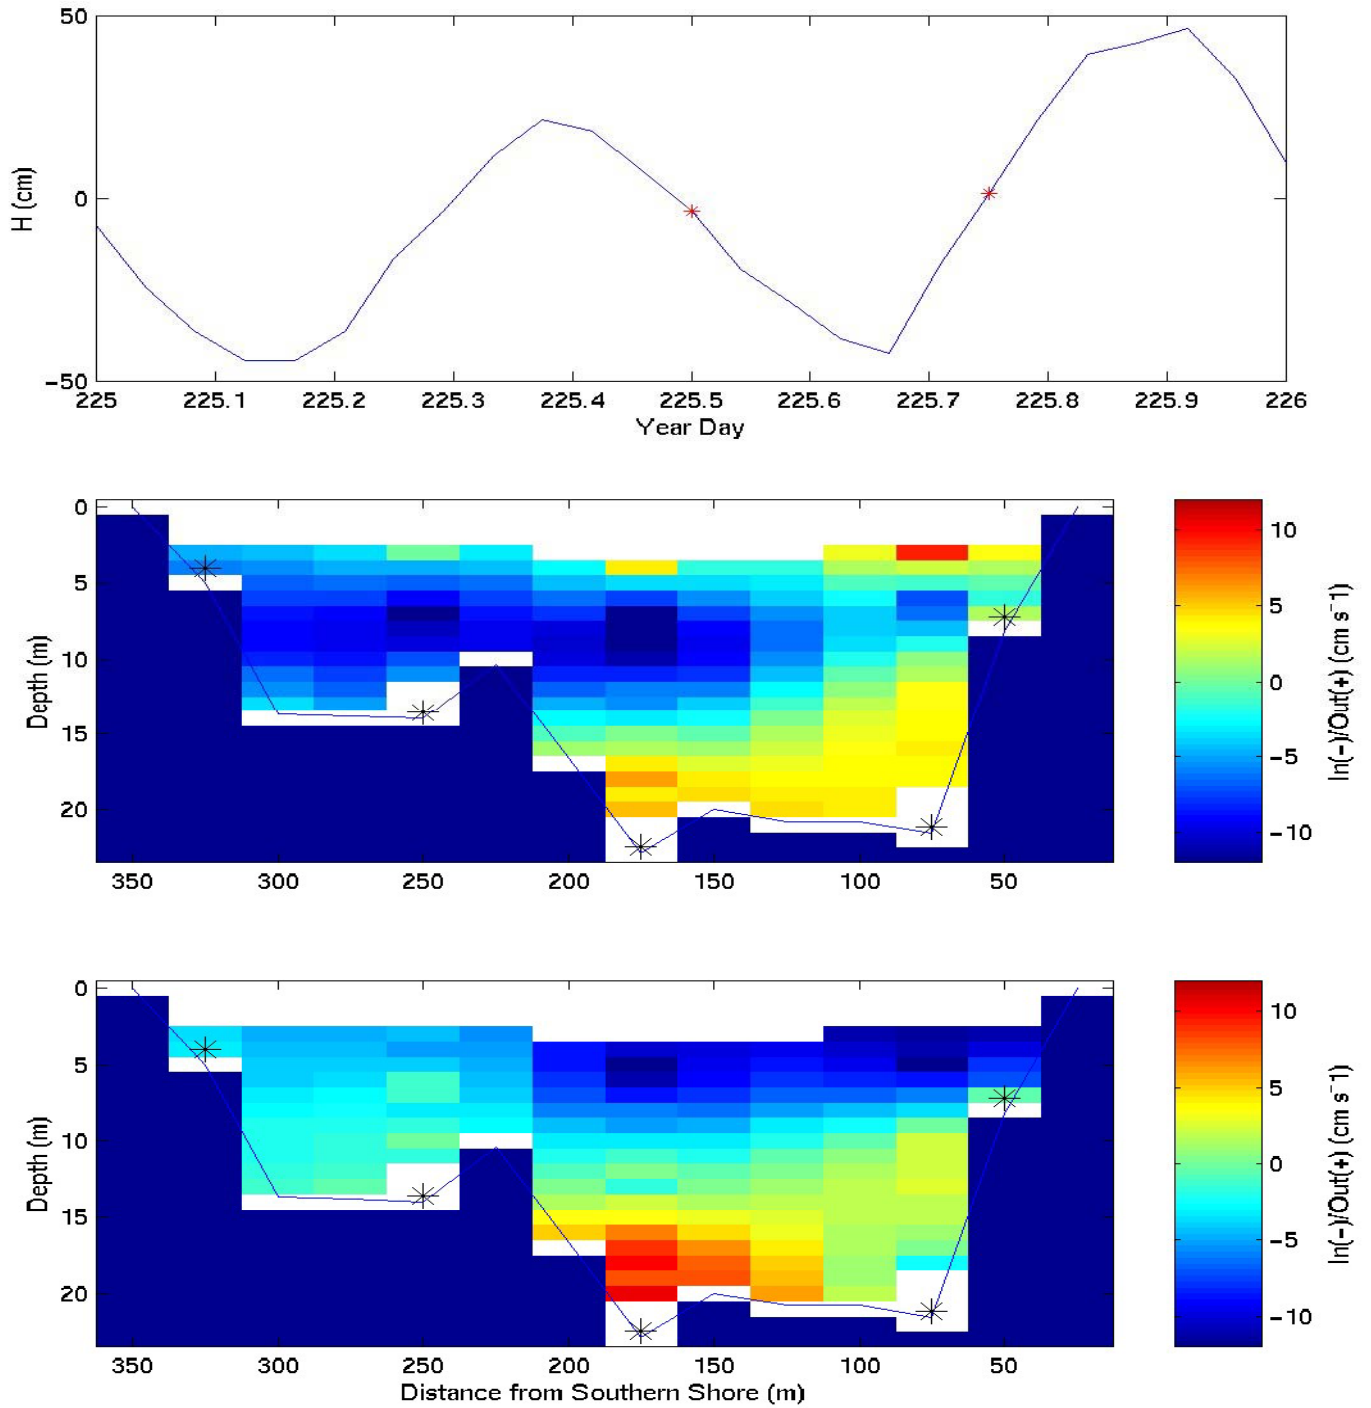 50
0
−50
H (cm)
225 225.1 225.2 225.3 225.4 225.5 225.6 225.7 225.8 225.9 226
Year Day
0
5
10
15
20
Depth (m)
350 300 250 200 150 100 50
10
5
0
−5
−10
In(−)/Out(+) (cm s⁻¹)
0
5
10
15
20
Depth (m)
350 300 250 200 150 100 50
Distance from Southern Shore (m)
10
5
0
−5
−10
In(−)/Out(+) (cm s⁻¹)